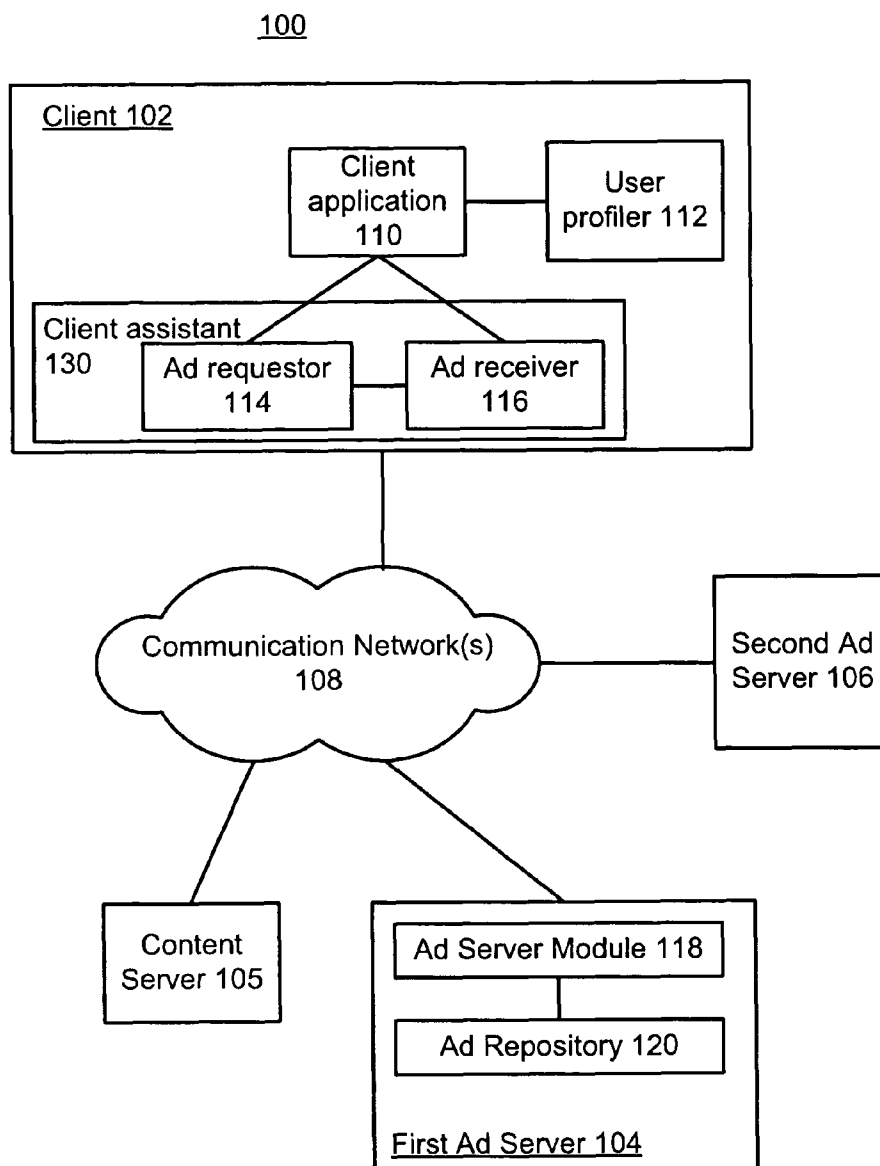 100
Client 102
Client
application
110
User
profiler 112
Client assistant
130
Ad requestor
114
Ad receiver
116
Communication Network(s)
108
Second Ad
Server 106
Content
Server 105
Ad Server Module 118
Ad Repository 120
First Ad Server 104